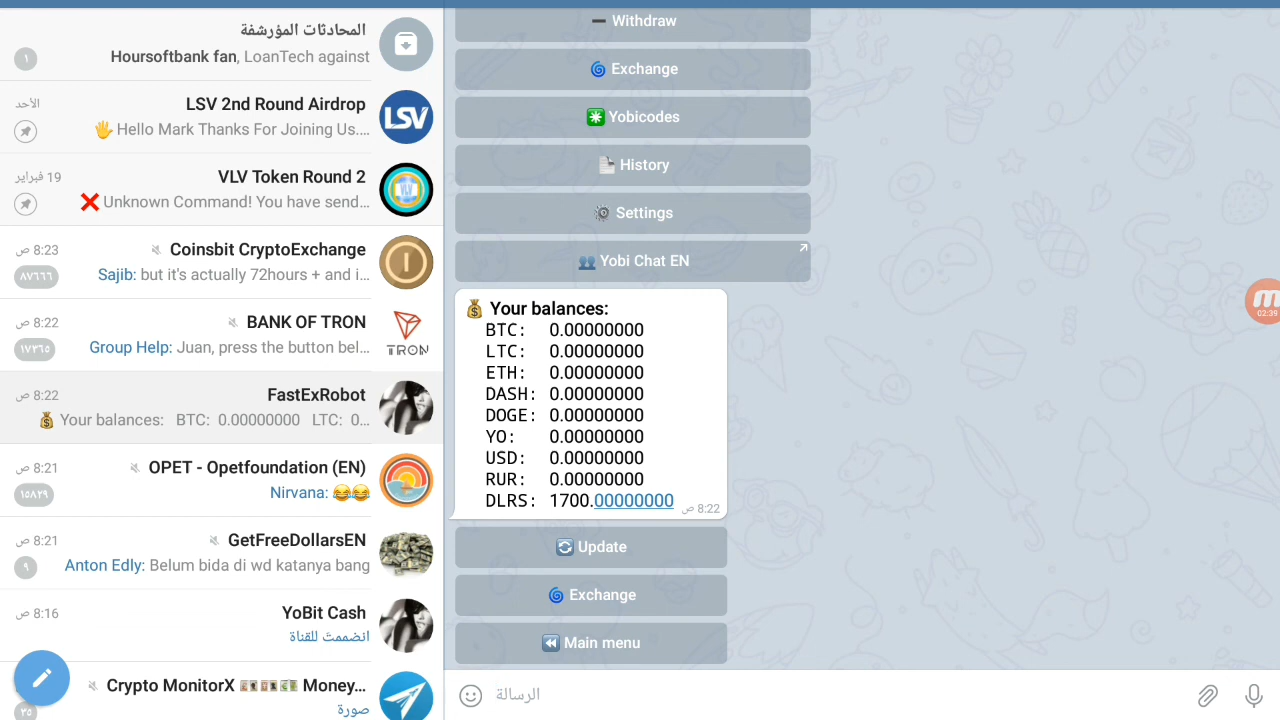 المحادثات المؤرشفة
Hoursoftbank fan, LoanTech against
١
LSV 2nd Round Airdrop
الأحد
🖐 Hello Mark Thanks For Joining Us....
LSV
VLV Token Round 2
19 فبراير
❌ Unknown Command! You have send...
Coinsbit CryptoExchange
8:23 ص
Sajib: but it's actually 72hours + and i...
٨٧٦٦٦
BANK OF TRON
8:22 ص
Group Help: Juan, press the button bel...
١٧٣٦٥
TRON
FastExRobot
8:22 ص
💰 Your balances: BTC: 0.00000000 LTC: 0...
OPET - Opetfoundation (EN)
8:21 ص
Nirvana: 😂😂
١٥٨٢٩
GetFreeDollarsEN
8:21 ص
Anton Edly: Belum bida di wd katanya bang
٩
YoBit Cash
8:16 ص
انضممتَ للقناة
Crypto MonitorX 💴💷💶💵 Money...
صورة
٣٥
➖ Withdraw
🌀 Exchange
✳️ Yobicodes
📄 History
⚙️ Settings
👥 Yobi Chat EN
💰 Your balances:
BTC: 0.00000000
LTC: 0.00000000
ETH: 0.00000000
DASH: 0.00000000
DOGE: 0.00000000
YO: 0.00000000
USD: 0.00000000
RUR: 0.00000000
DLRS: 1700.00000000
8:22 ص
🔄 Update
🌀 Exchange
⏪ Main menu
الرسالة
02:39